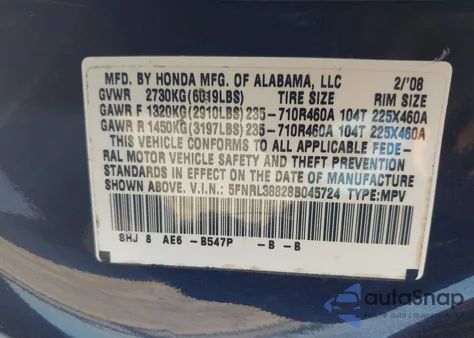 MFD. BY HONDA MFG. OF ALABAMA, LLC 2/'08
GVWR 2730KG(6019LBS) TIRE SIZE RIM SIZE
GAWR F 1320KG(2910LBS) 235-710R460A 104T 225X460A
GAWR R 1450KG(3197LBS) 235-710R460A 104T 225X460A
THIS VEHICLE CONFORMS TO ALL APPLICABLE FEDE-
RAL MOTOR VEHICLE SAFETY AND THEFT PREVENTION
STANDARDS IN EFFECT ON THE DATE OF MANUFACTURE
SHOWN ABOVE. V.I.N.: 5FNRL38828B045724 TYPE:MPV
SHJ 8 AE6 -B547P -B -B
autoSnap